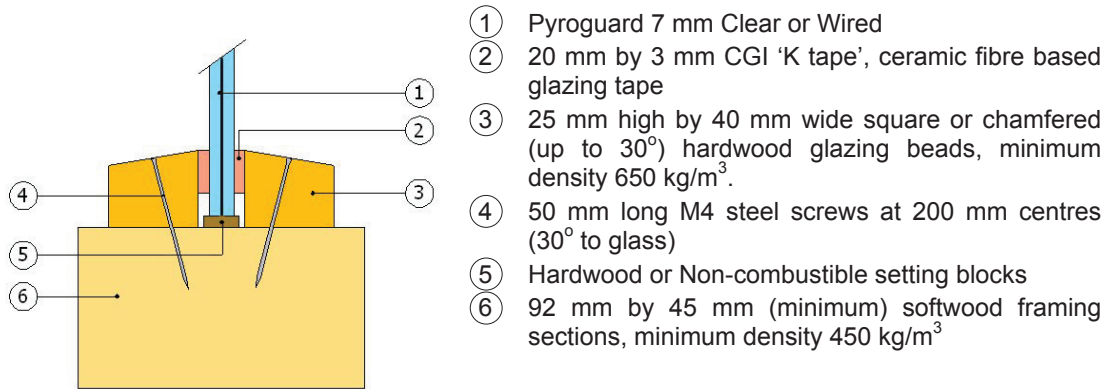 1 Pyroguard 7 mm Clear or Wired
2 20 mm by 3 mm CGI ‘K tape’, ceramic fibre based
glazing tape
3 25 mm high by 40 mm wide square or chamfered
(up to 30°) hardwood glazing beads, minimum
density 650 kg/m³.
4 50 mm long M4 steel screws at 200 mm centres
(30° to glass)
5 Hardwood or Non-combustible setting blocks
6 92 mm by 45 mm (minimum) softwood framing
sections, minimum density 450 kg/m³
1
2
4
3
5
6